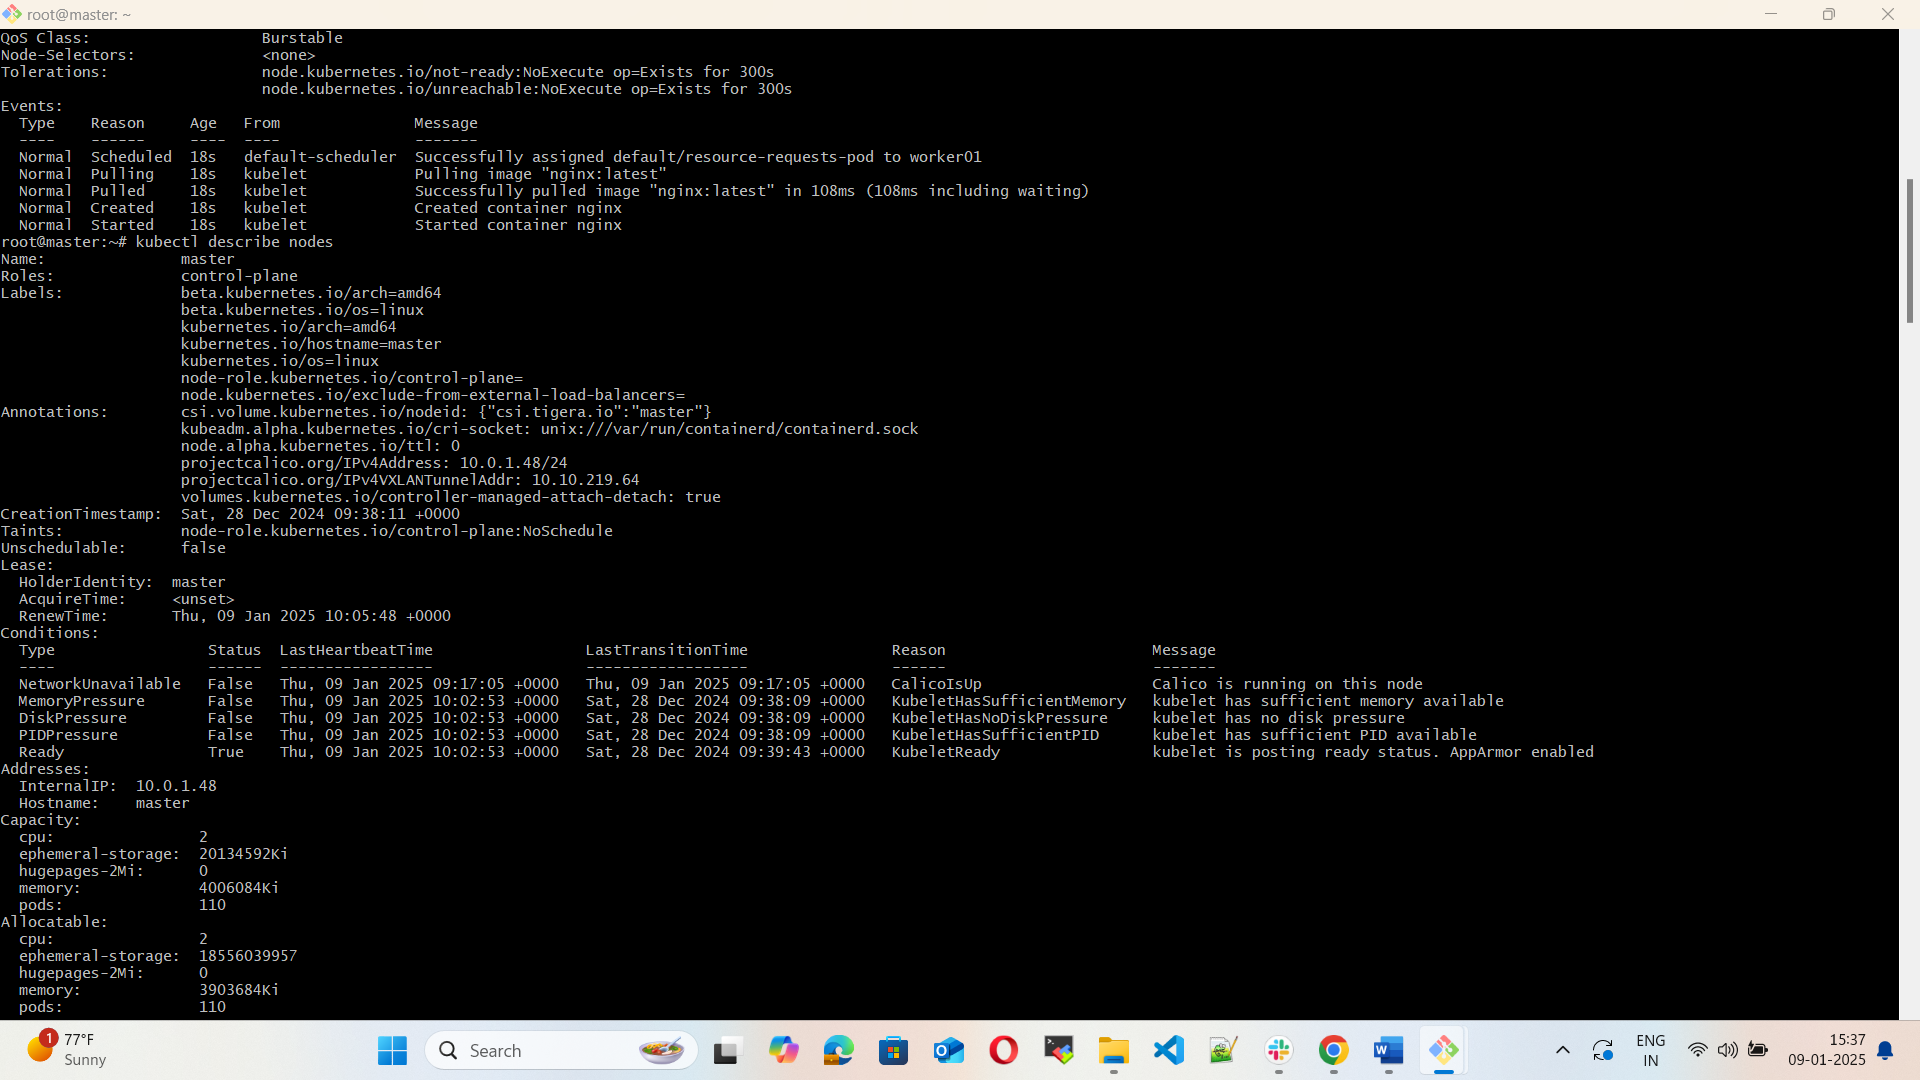 root@master: ~
QoS Class:                   Burstable
Node-Selectors:              <none>
Tolerations:                 node.kubernetes.io/not-ready:NoExecute op=Exists for 300s
                             node.kubernetes.io/unreachable:NoExecute op=Exists for 300s
Events:
  Type    Reason     Age   From               Message
  ----    ------     ----  ----               -------
  Normal  Scheduled  18s   default-scheduler  Successfully assigned default/resource-requests-pod to worker01
  Normal  Pulling    18s   kubelet            Pulling image "nginx:latest"
  Normal  Pulled     18s   kubelet            Successfully pulled image "nginx:latest" in 108ms (108ms including waiting)
  Normal  Created    18s   kubelet            Created container nginx
  Normal  Started    18s   kubelet            Started container nginx
root@master:~# kubectl describe nodes
Name:               master
Roles:              control-plane
Labels:             beta.kubernetes.io/arch=amd64
                    beta.kubernetes.io/os=linux
                    kubernetes.io/arch=amd64
                    kubernetes.io/hostname=master
                    kubernetes.io/os=linux
                    node-role.kubernetes.io/control-plane=
                    node.kubernetes.io/exclude-from-external-load-balancers=
Annotations:        csi.volume.kubernetes.io/nodeid: {"csi.tigera.io":"master"}
                    kubeadm.alpha.kubernetes.io/cri-socket: unix:///var/run/containerd/containerd.sock
                    node.alpha.kubernetes.io/ttl: 0
                    projectcalico.org/IPv4Address: 10.0.1.48/24
                    projectcalico.org/IPv4VXLANTunnelAddr: 10.10.219.64
                    volumes.kubernetes.io/controller-managed-attach-detach: true
CreationTimestamp:  Sat, 28 Dec 2024 09:38:11 +0000
Taints:             node-role.kubernetes.io/control-plane:NoSchedule
Unschedulable:      false
Lease:
  HolderIdentity:  master
  AcquireTime:     <unset>
  RenewTime:       Thu, 09 Jan 2025 10:05:48 +0000
Conditions:
  Type                 Status  LastHeartbeatTime                 LastTransitionTime                Reason                       Message
  ----                 ------  -----------------                 ------------------                ------                       -------
  NetworkUnavailable   False   Thu, 09 Jan 2025 09:17:05 +0000   Thu, 09 Jan 2025 09:17:05 +0000   CalicoIsUp                   Calico is running on this node
  MemoryPressure       False   Thu, 09 Jan 2025 10:02:53 +0000   Sat, 28 Dec 2024 09:38:09 +0000   KubeletHasSufficientMemory   kubelet has sufficient memory available
  DiskPressure         False   Thu, 09 Jan 2025 10:02:53 +0000   Sat, 28 Dec 2024 09:38:09 +0000   KubeletHasNoDiskPressure     kubelet has no disk pressure
  PIDPressure          False   Thu, 09 Jan 2025 10:02:53 +0000   Sat, 28 Dec 2024 09:38:09 +0000   KubeletHasSufficientPID      kubelet has sufficient PID available
  Ready                True    Thu, 09 Jan 2025 10:02:53 +0000   Sat, 28 Dec 2024 09:39:43 +0000   KubeletReady                 kubelet is posting ready status. AppArmor enabled
Addresses:
  InternalIP:  10.0.1.48
  Hostname:    master
Capacity:
  cpu:                2
  ephemeral-storage:  20134592Ki
  hugepages-2Mi:      0
  memory:             4006084Ki
  pods:               110
Allocatable:
  cpu:                2
  ephemeral-storage:  18556039957
  hugepages-2Mi:      0
  memory:             3903684Ki
  pods:               110
1
77°F
Sunny
Search
ENG
IN
15:37
09-01-2025